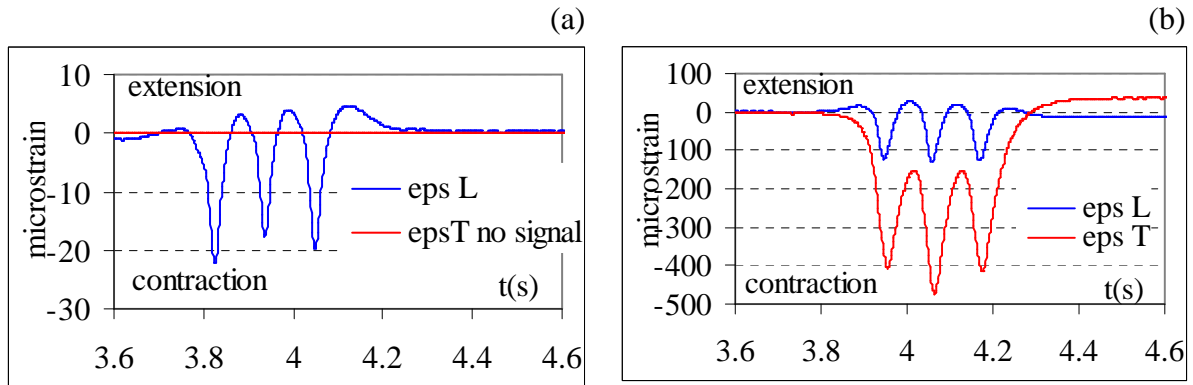 (a)
microstrain
10
0
-10
-20
-30
extension
contraction
eps L
epsT no signal
t(s)
3.6 3.8 4 4.2 4.4 4.6
(b)
microstrain
100
0
100
-200
-300
-400
-500
extension
contraction
eps L
eps T
t(s)
3.6 3.8 4 4.2 4.4 4.6